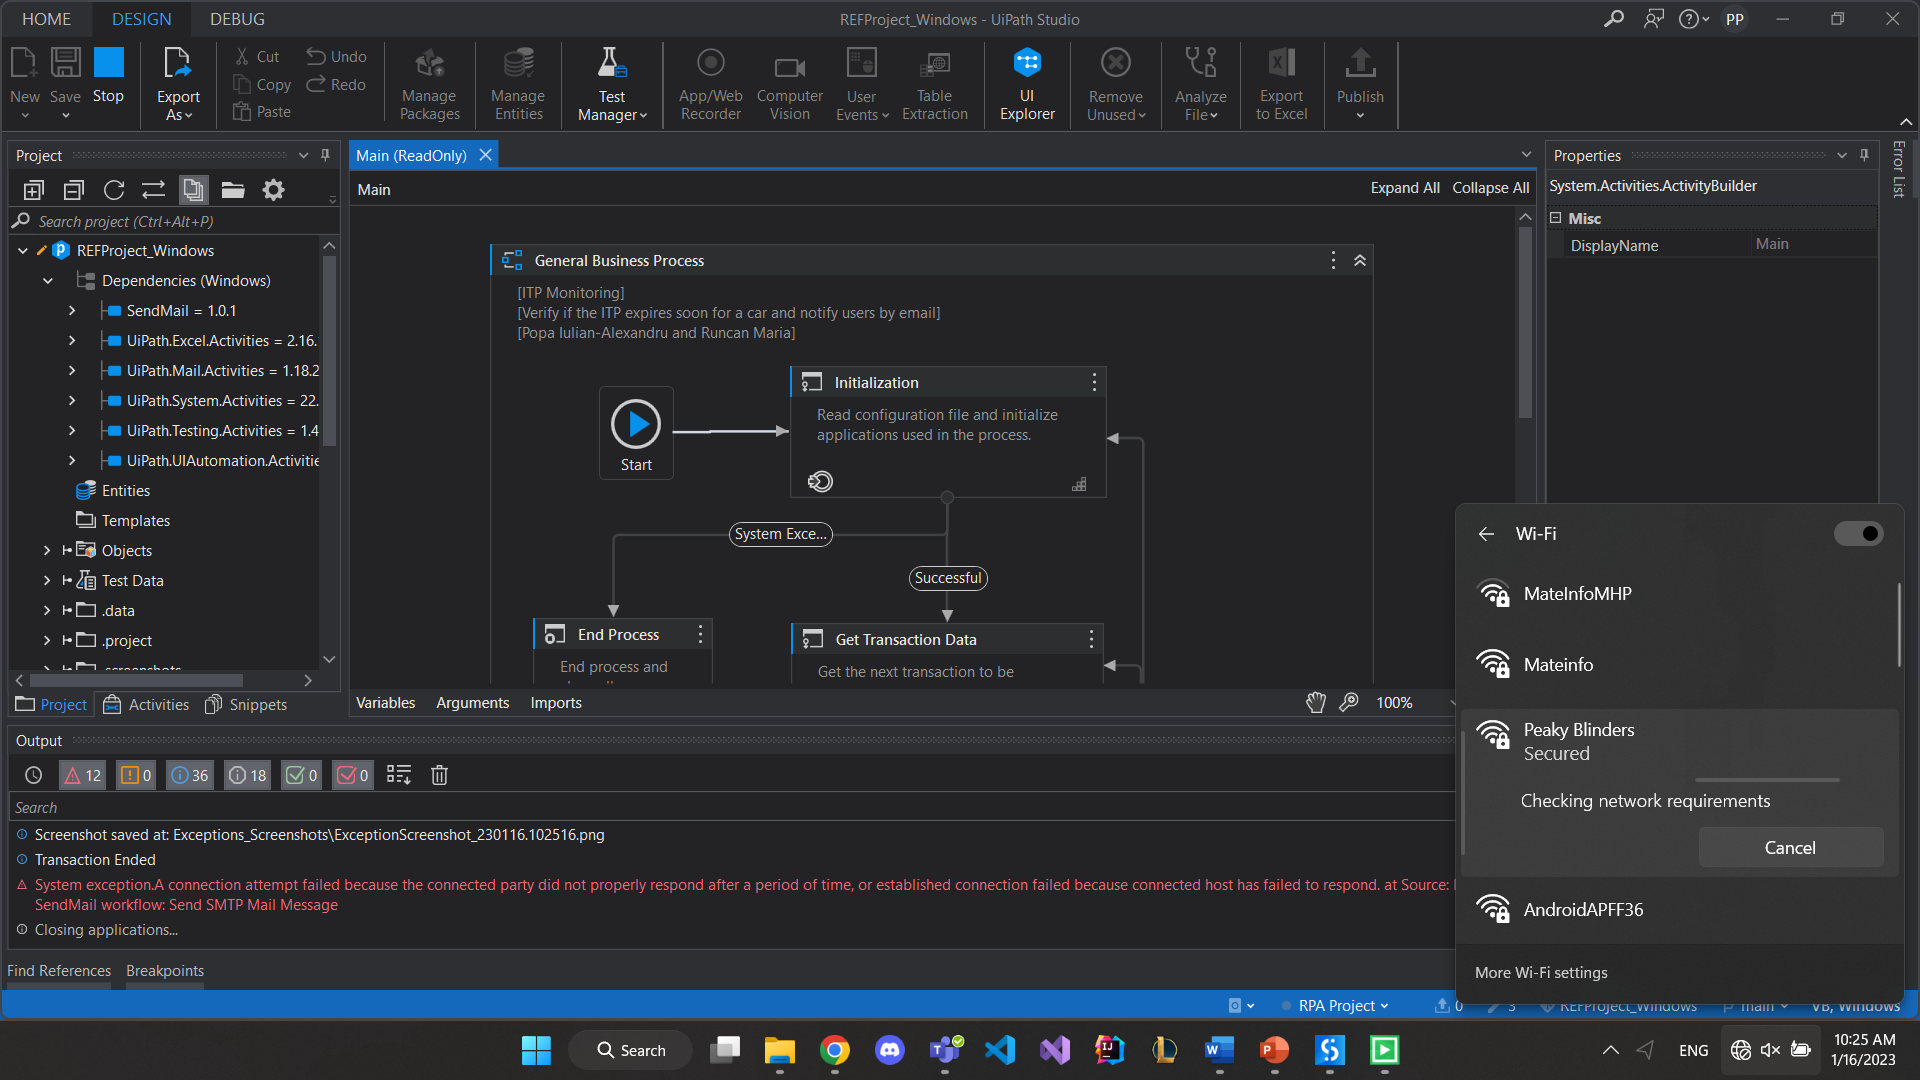 HOME DESIGN DEBUG REFProject_Windows - UiPath Studio PP
New Save Stop Export As Cut Copy Paste Undo Redo
Manage Packages Manage Entities Test Manager App/Web Recorder Computer Vision User Events Table Extraction UI Explorer Remove Unused Analyze File Export to Excel Publish
Project
Search project (Ctrl+Alt+P)
REFProject_Windows
Dependencies (Windows)
SendMail = 1.0.1
UiPath.Excel.Activities = 2.16.
UiPath.Mail.Activities = 1.18.2
UiPath.System.Activities = 22.
UiPath.Testing.Activities = 1.4
UiPath.UIAutomation.Activitie
Entities
Templates
Objects
Test Data
.data
.project
.screenshots
Project Activities Snippets
Main (ReadOnly)
Main Expand All Collapse All
General Business Process
[ITP Monitoring]
[Verify if the ITP expires soon for a car and notify users by email]
[Popa Iulian-Alexandru and Runcan Maria]
Start
Initialization
Read configuration file and initialize
applications used in the process.
System Exce...
Successful
End Process
End process and
Get Transaction Data
Get the next transaction to be
Variables Arguments Imports 100%
Properties
System.Activities.ActivityBuilder
Misc
DisplayName Main
Error List
Output
12 0 36 18 0 0
Search
Screenshot saved at: Exceptions_Screenshots\ExceptionScreenshot_230116.102516.png
Transaction Ended
System exception.A connection attempt failed because the connected party did not properly respond after a period of time, or established connection failed because connected host has failed to respond. at Source:
SendMail workflow: Send SMTP Mail Message
Closing applications...
Find References Breakpoints
RPA Project 0 3 REFProject_Windows main VB, Windows
Wi-Fi
MateInfoMHP
Mateinfo
Peaky Blinders
Secured
Checking network requirements
Cancel
AndroidAPFF36
More Wi-Fi settings
Search
ENG
10:25 AM
1/16/2023